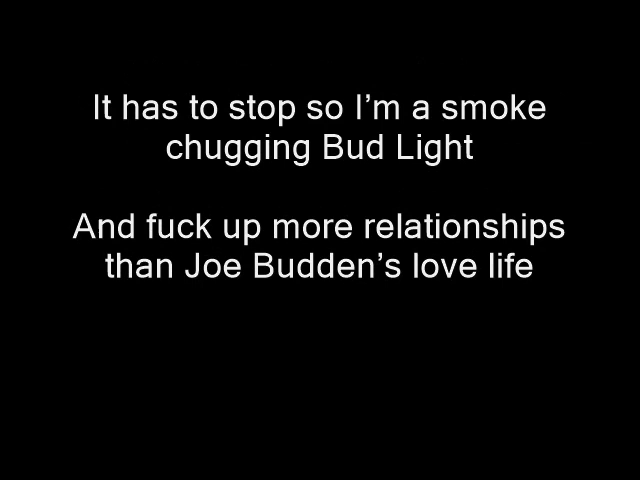 It has to stop so I’m a smoke
chugging Bud Light
And fuck up more relationships
than Joe Budden’s love life